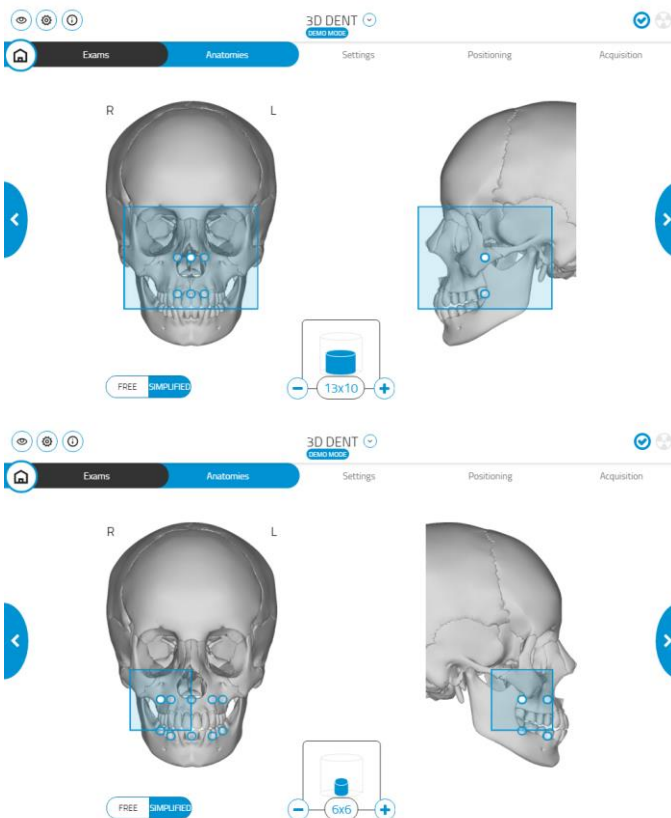 3D DENT
DEMO MODE
Exams Anatomies Settings Positioning Acquisition
R L
13x10
FREE SIMPLIFIED
3D DENT
DEMO MODE
Exams Anatomies Settings Positioning Acquisition
R L
6x6
FREE SIMPLIFIED